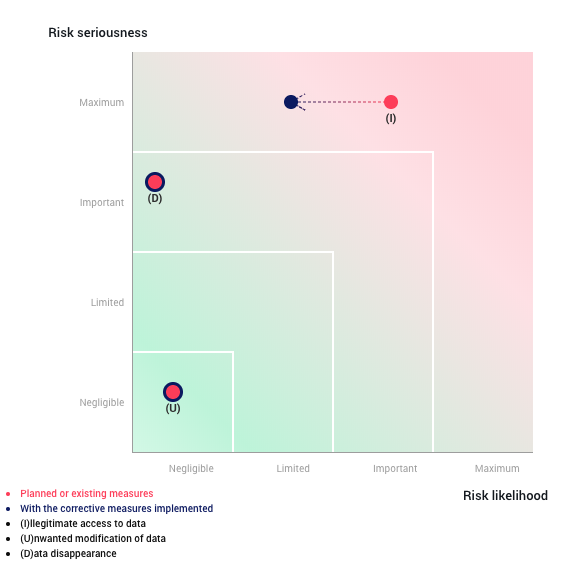 Risk seriousness
Maximum
(I)
Important
(D)
Limited
Negligible
(U)
Negligible Limited Important Maximum
Risk likelihood
Planned or existing measures
With the corrective measures implemented
(I)llegitimate access to data
(U)nwanted modification of data
(D)ata disappearance